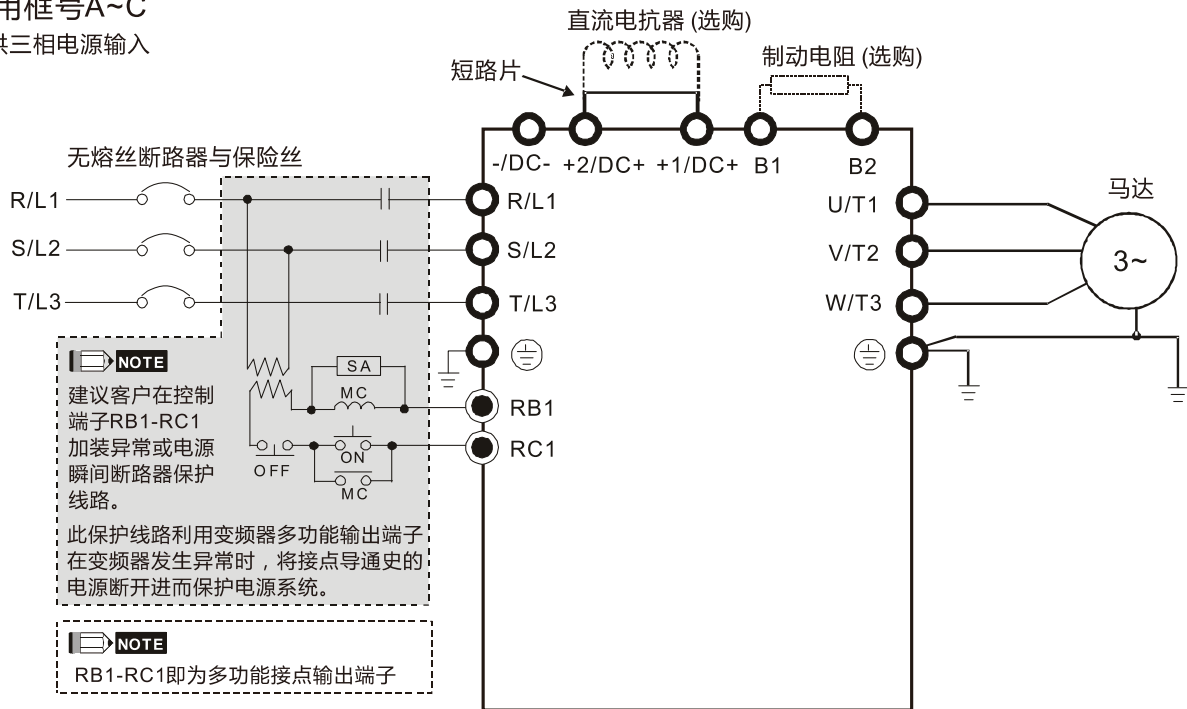 用框号A~C
供三相电源输入
直流电抗器 (选购)
制动电阻 (选购)
短路片
-/DC- +2/DC+ +1/DC+ B1 B2
无熔丝断路器与保险丝
R/L1
R/L1
U/T1
马达
S/L2
S/L2
V/T2
3~
T/L3
T/L3
W/T3
NOTE
建议客户在控制
端子RB1-RC1
加装异常或电源
瞬间断路器保护
线路。
SA
MC
RB1
OFF
ON
MC
RC1
此保护线路利用变频器多功能输出端子
在变频器发生异常时，将接点导通史的
电源断开进而保护电源系统。
NOTE
RB1-RC1即为多功能接点输出端子